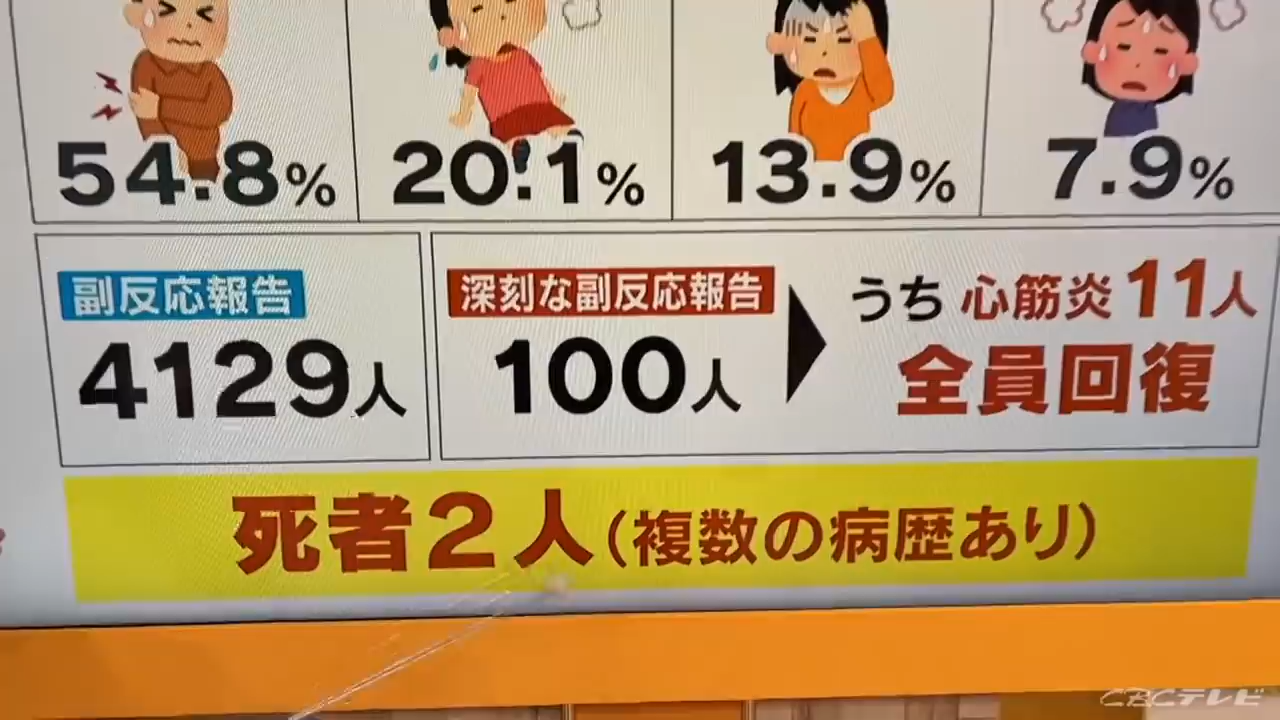 54.8% 20.1% 13.9% 7.9%
副反応報告
4129人
深刻な副反応報告
100人
うち 心筋炎11人
全員回復
死者2人(複数の病歴あり)
CBCテレビ